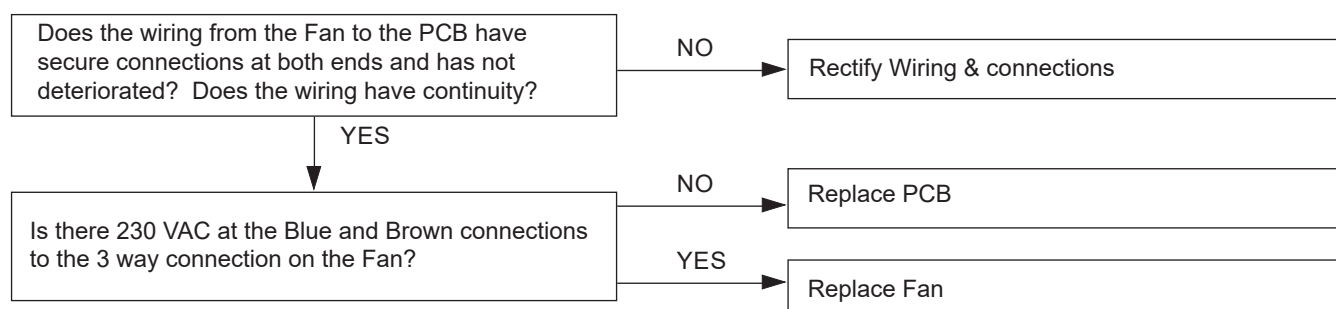 Does the wiring from the Fan to the PCB have
secure connections at both ends and has not
deteriorated?  Does the wiring have continuity?
NO
Rectify Wiring & connections
YES
Is there 230 VAC at the Blue and Brown connections
to the 3 way connection on the Fan?
NO
Replace PCB
YES
Replace Fan